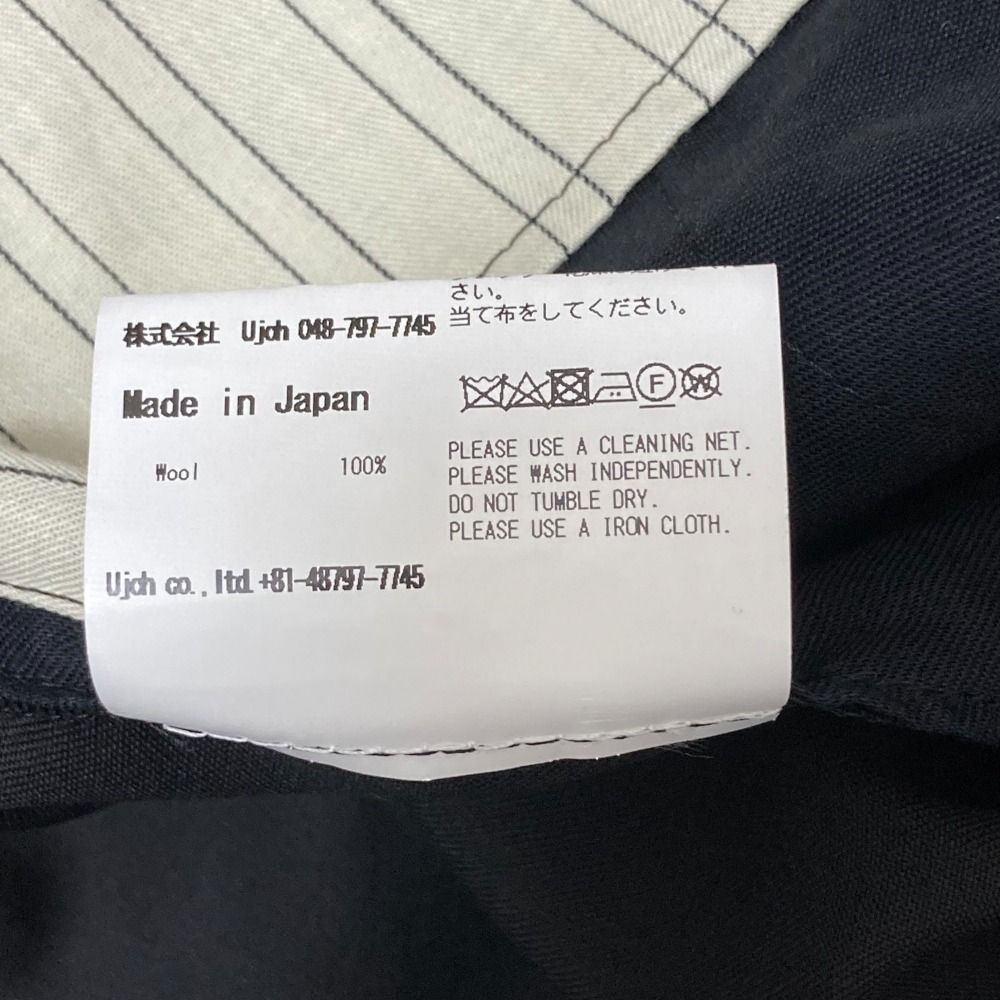 さい。
当て布をしてください。
株式会社 Ujoh 048-797-7745
Made in Japan
Wool 100%
Ujoh co., ltd. +81-48797-7745
F
W
PLEASE USE A CLEANING NET.
PLEASE WASH INDEPENDENTLY.
DO NOT TUMBLE DRY.
PLEASE USE A IRON CLOTH.